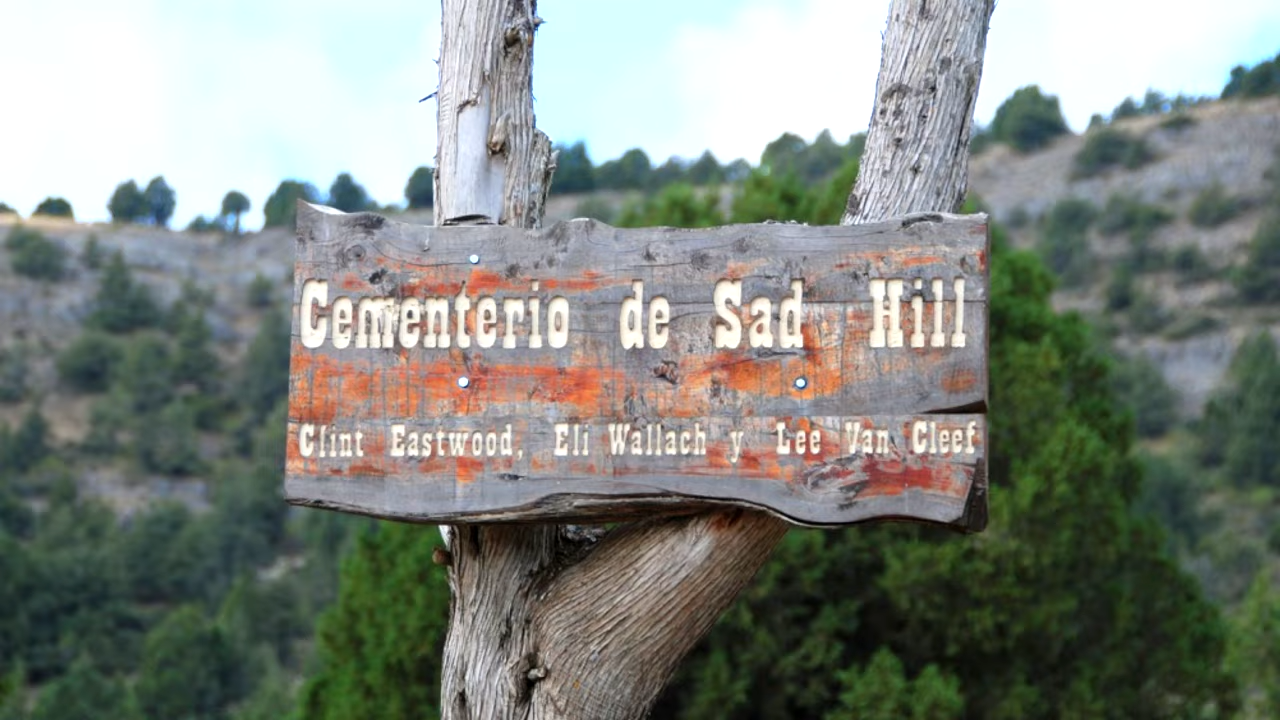 Cementerio de Sad Hill
Clint Eastwood, Eli Wallach y Lee Van Cleef